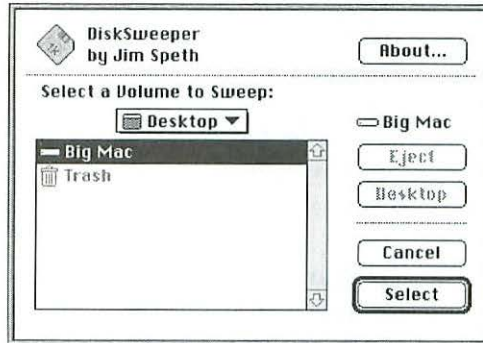 DiskSweeper
by Jim Speth
About...
Select a Volume to Sweep:
Desktop
Big Mac
Big Mac
Trash
Eject
Desktop
Cancel
Select